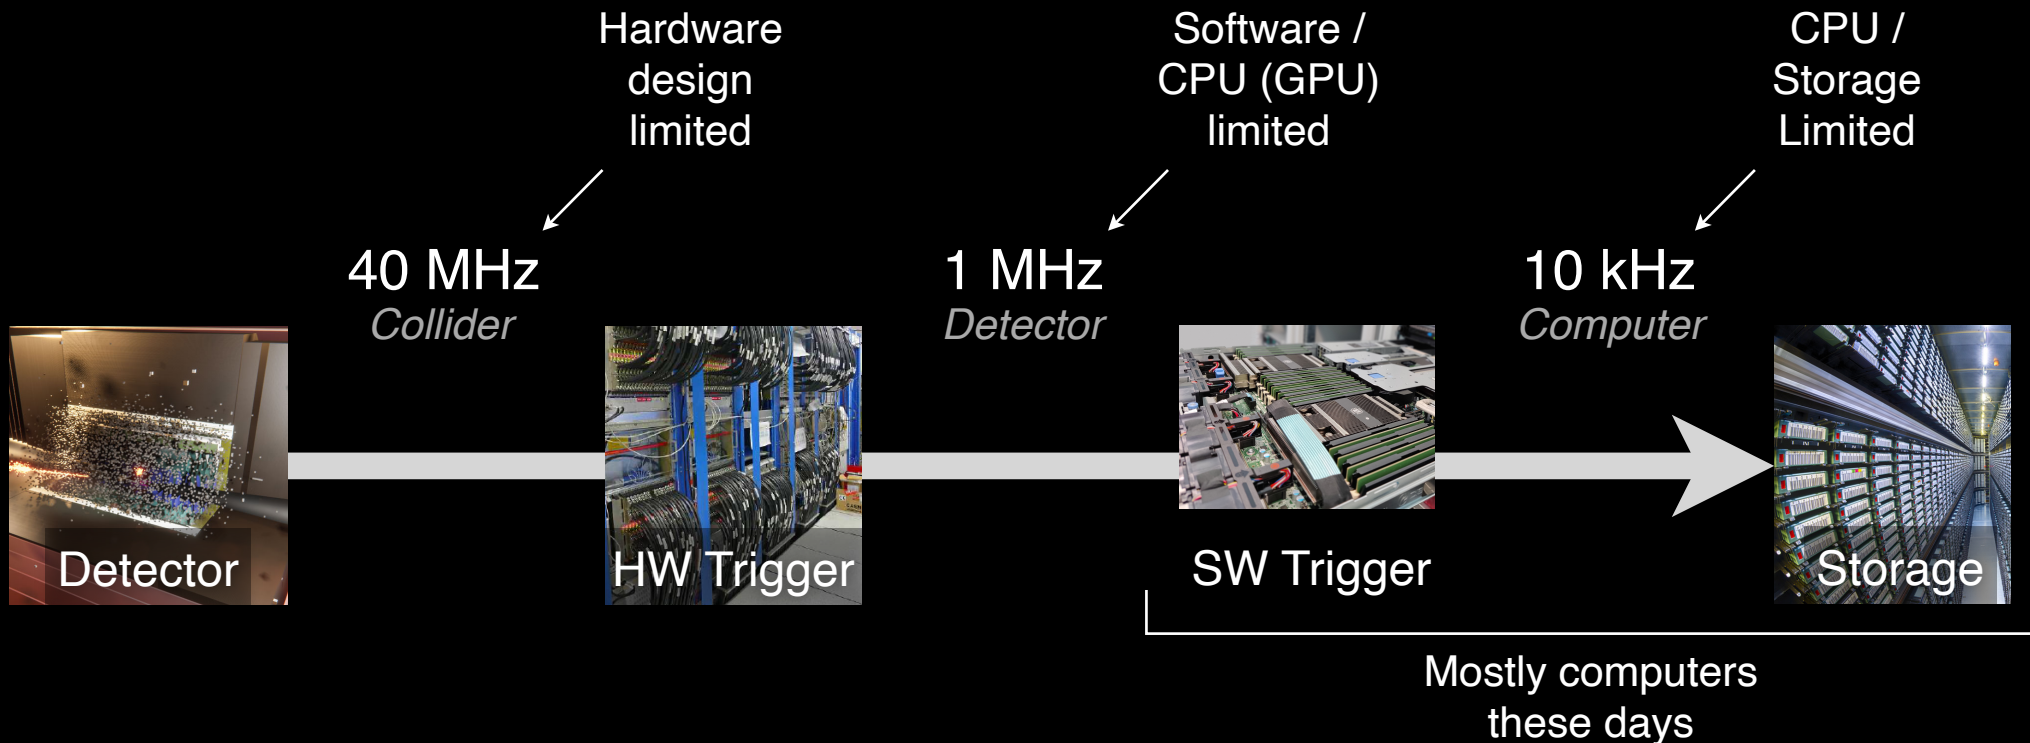 Hardware
design
limited
Software /
CPU (GPU)
limited
CPU /
Storage
Limited
40 MHz
Collider
1 MHz
Detector
10 kHz
Computer
Detector
HW Trigger
SW Trigger
Storage
Mostly computers
these days